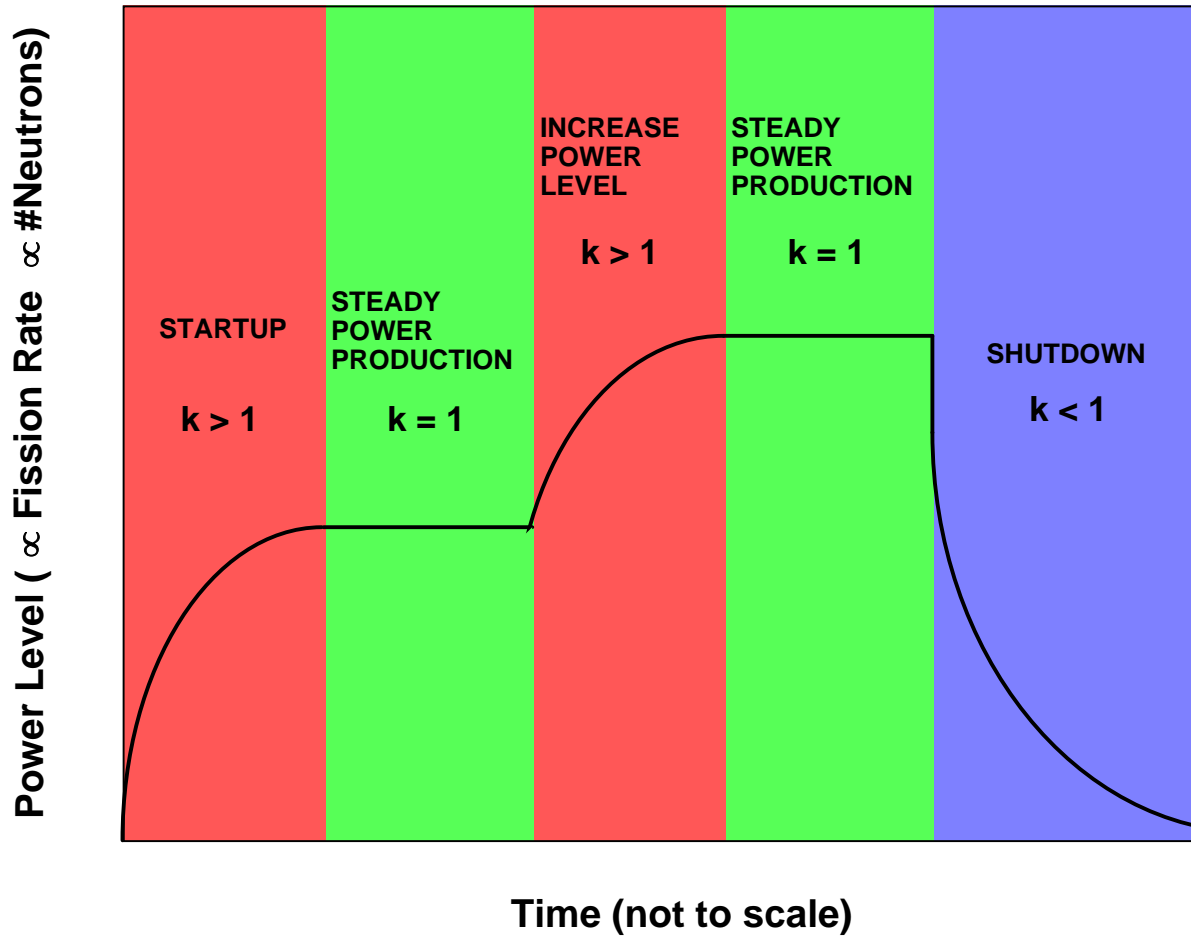 Power Level ( ∝ Fission Rate ∝ #Neutrons)
STARTUP
k > 1
STEADY
POWER
PRODUCTION
k = 1
INCREASE
POWER
LEVEL
k > 1
STEADY
POWER
PRODUCTION
k = 1
SHUTDOWN
k < 1
Time (not to scale)